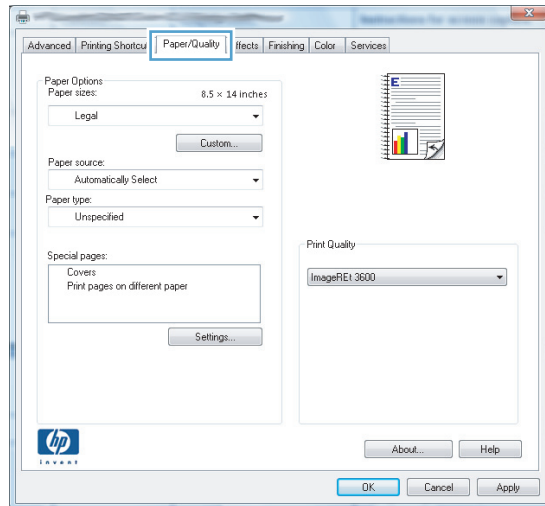 Advanced Printing Shortcu Paper/Quality ffects Finishing Color Services
Paper Options
Paper sizes: 8.5 × 14 inches
Legal
Custom...
Paper source:
Automatically Select
Paper type:
Unspecified
Special pages:
Covers
Print pages on different paper
Settings...
E
Print Quality
ImageREt 3600
hp
invent
About... Help
OK Cancel Apply